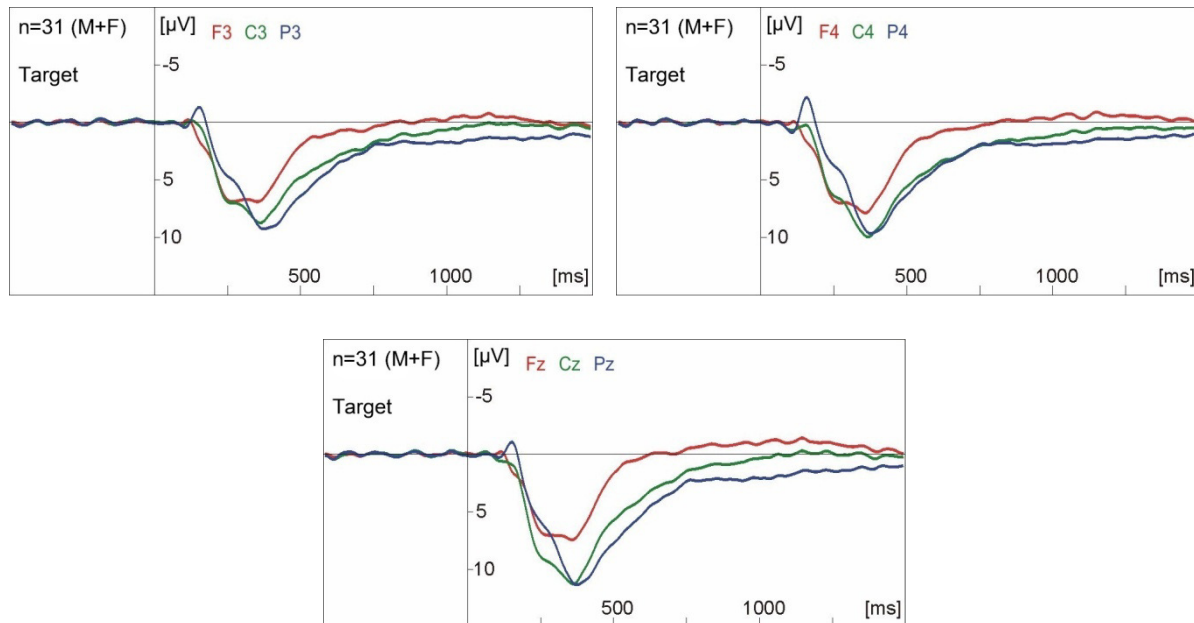 n=31 (M+F) [µV] F3 C3 P3
-5
Target
5
10
500 1000 [ms]
n=31 (M+F) [µV] F4 C4 P4
-5
Target
5
10
500 1000 [ms]
n=31 (M+F) [µV] Fz Cz Pz
-5
Target
5
10
500 1000 [ms]